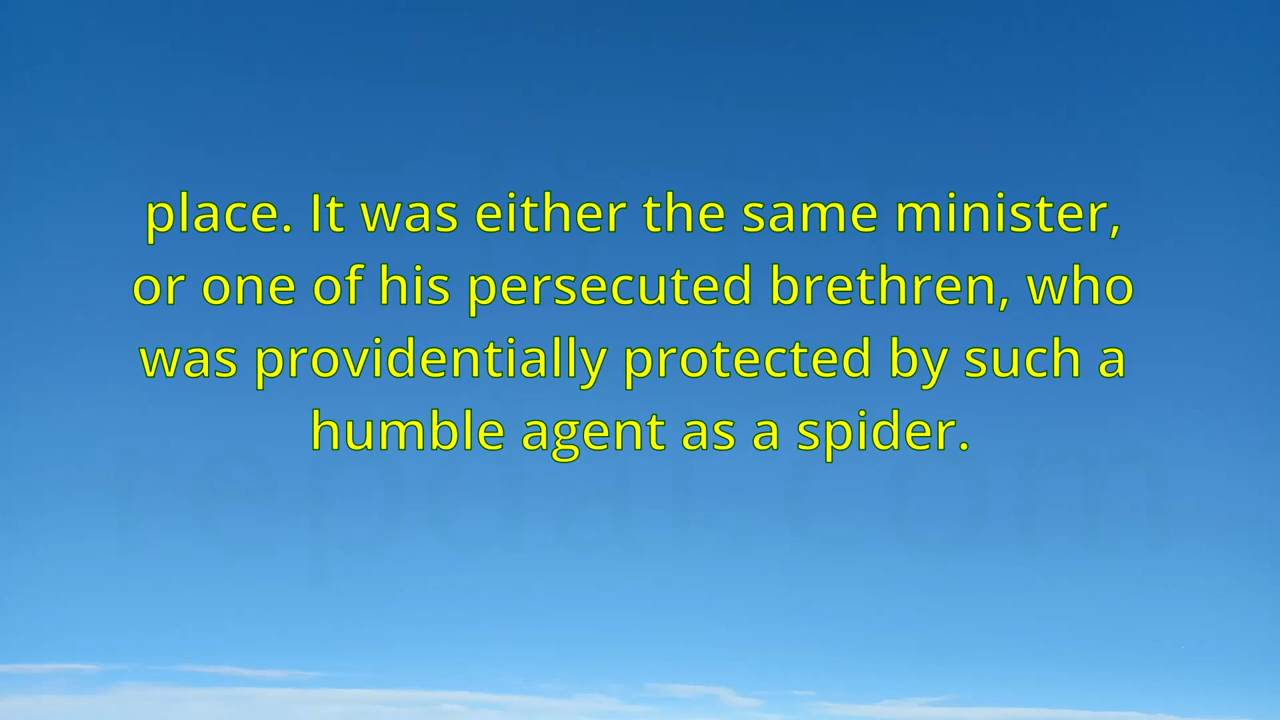 place. It was either the same minister,
or one of his persecuted brethren, who
was providentially protected by such a
humble agent as a spider.